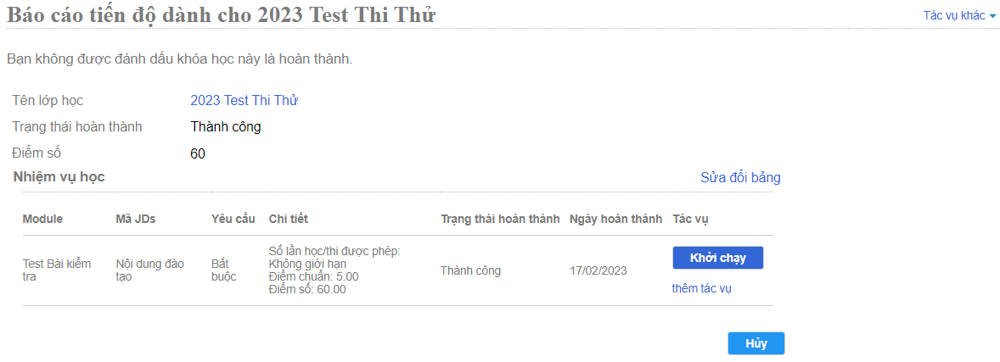 Báo cáo tiến độ dành cho 2023 Test Thi Thử
Tác vụ khác
Bạn không được đánh dấu khóa học này là hoàn thành.
Tên lớp học 2023 Test Thi Thử
Trạng thái hoàn thành Thành công
Điểm số 60
Nhiệm vụ học Sửa đổi bảng
Module Mã JDs Yêu cầu Chi tiết Trạng thái hoàn thành Ngày hoàn thành Tác vụ
Test Bài kiểm
tra
Nội dung đào
tạo
Bắt
buộc
Số lần học/thi được phép:
Không giới hạn
Điểm chuẩn: 5.00
Điểm số: 60.00
Thành công
17/02/2023
Khởi chạy
thêm tác vụ
Hủy